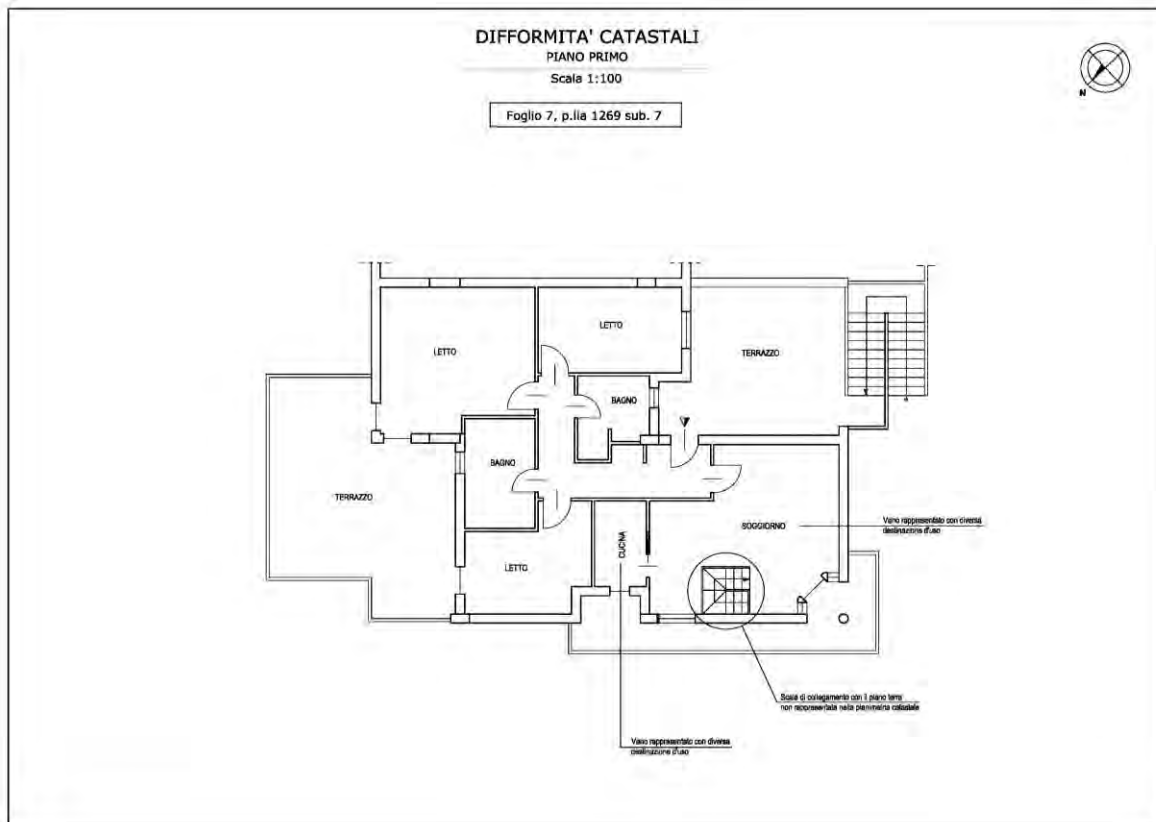 DIFFORMITA' CATASTALI
PIANO PRIMO
Scala 1:100
Foglio 7, p.lla 1269 sub. 7
N
LETTO
LETTO
TERRAZZO
BAGNO
BAGNO
TERRAZZO
SOGGIORNO
Vano rappresentato con diversa
destinazione d'uso
CUCINA
LETTO
Scala di collegamento con il piano terra
non rappresentata nella planimetria catastale
Vano rappresentato con diversa
destinazione d'uso